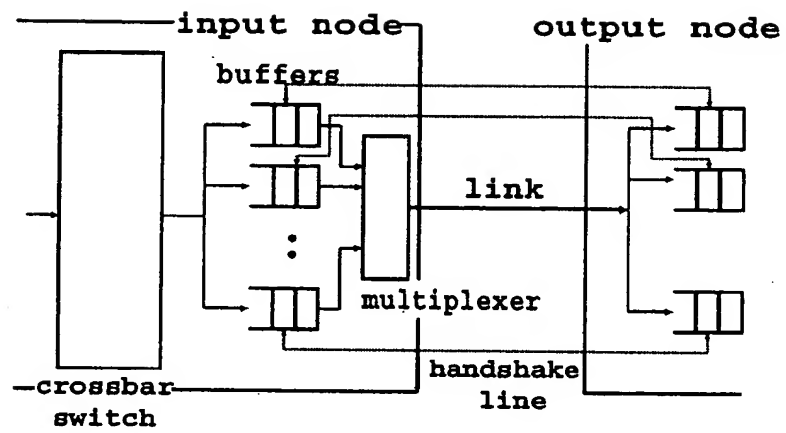 input node
output node
buffers
link
multiplexer
handshake
line
crossbar
switch